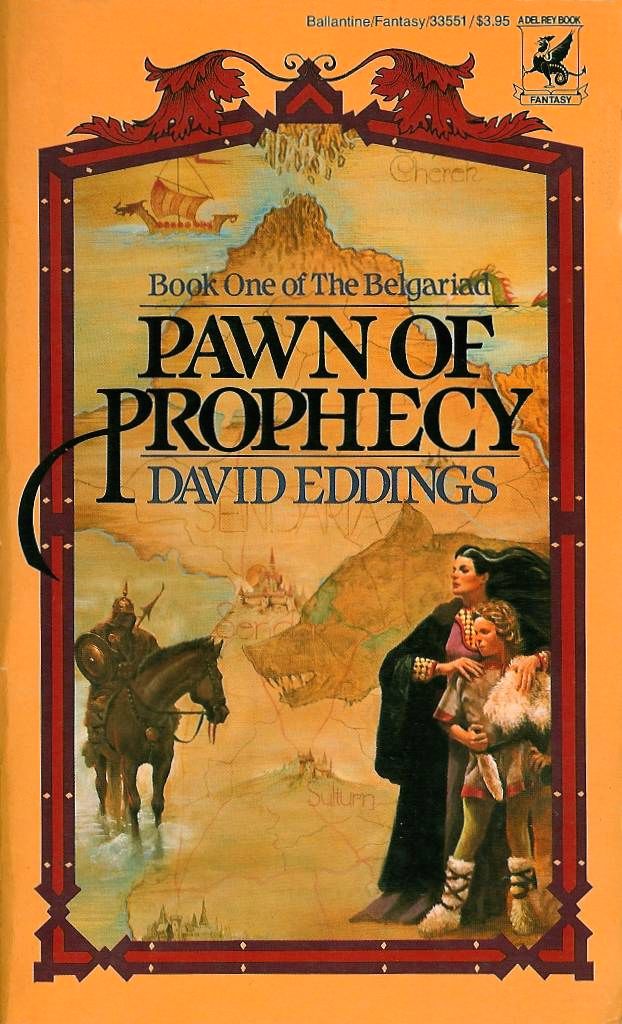 Ballantine/Fantasy/33551/$3.95
A DEL REY BOOK
FANTASY
Cherek
Book One of The Belgariad
PAWN OF
PROPHECY
DAVID EDDINGS
SENDARIA
Sulturn